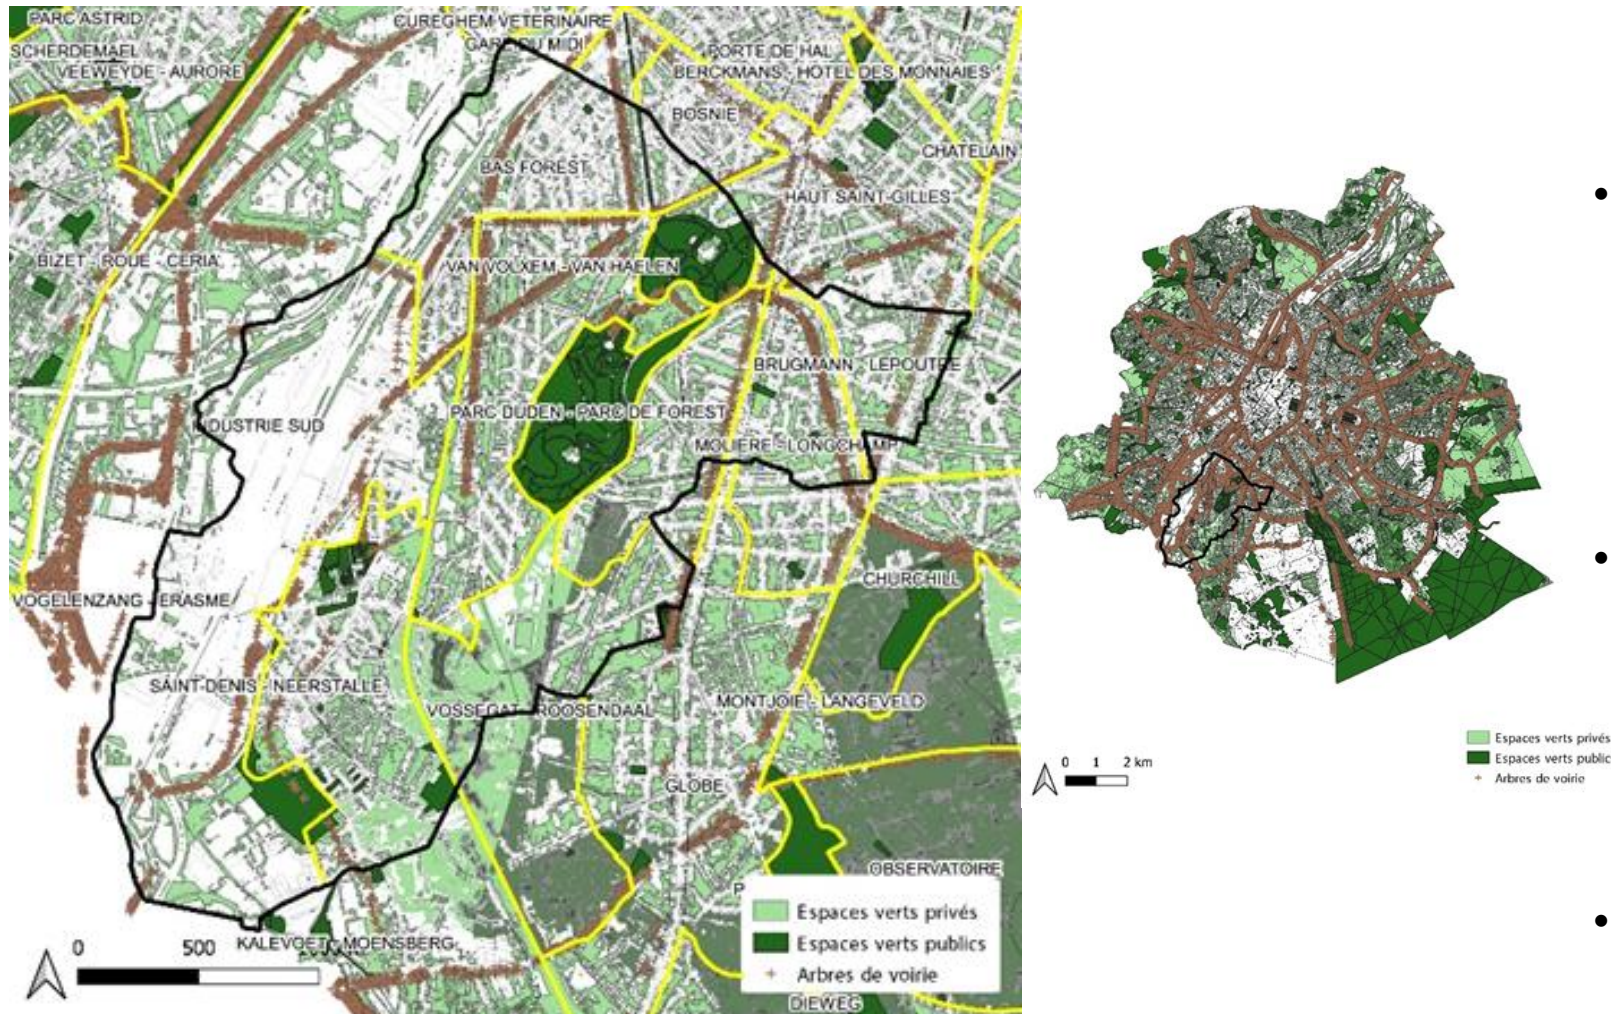 PARC ASTRID
CUREGHEM VETERINAIRE
GARE DU MIDI
SCHERDEMAEL
VEEWEYDE - AURORE
PORTE DE HAL
BERCKMANS - HOTEL DES MONNAIES
BOSNIE
CHATELAIN
BAS FOREST
HAUT SAINT-GILLES
BIZET - ROUE - CERIA
VAN VOLXEM - VAN HAELEN
BRUGMANN - LEPOUTRE
PARC DUDEN - PARC DE FOREST
INDUSTRIE SUD
MOLIERE - LONGCHAMP
CHURCHILL
VOGELENZANG - ERASME
SAINT-DENIS - NEERSTALLE
VOSSEGAT - ROOSENDAAL
MONTJOIE - LANGEVELD
GLOBE
OBSERVATOIRE
P
Espaces verts privés
Espaces verts publics
Arbres de voirie
KALEVOET - MOENSBERG
0 500
DIEWEG
•
•
•
0 1 2 km
Espaces verts privés
Espaces verts public
Arbres de voirie